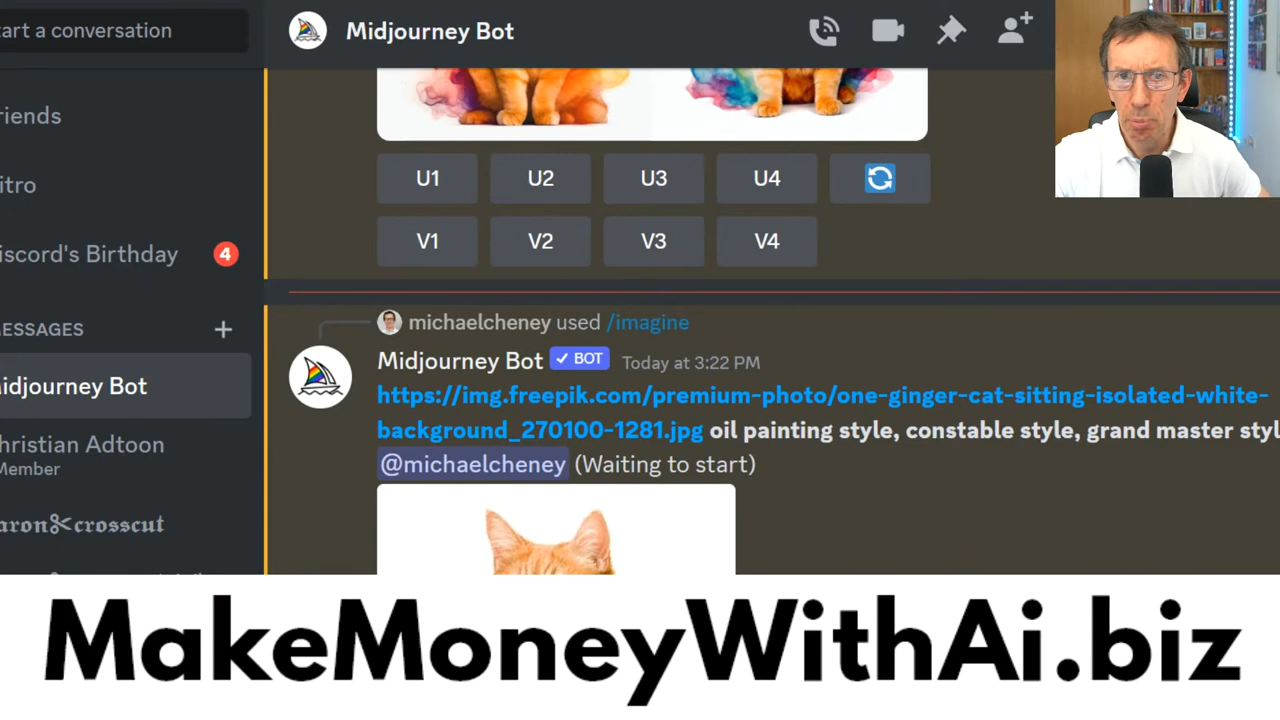 tart a conversation
Midjourney Bot
riends
itro
iscord's Birthday
4
ESSAGES +
idjourney Bot
hristian Adtoon
Member
aron✂crosscut
U1 U2 U3 U4
V1 V2 V3 V4
michaelcheney used /imagine
Midjourney Bot ✓ BOT Today at 3:22 PM
https://img.freepik.com/premium-photo/one-ginger-cat-sitting-isolated-white-
background_270100-1281.jpg oil painting style, constable style, grand master styl
@michaelcheney (Waiting to start)
MakeMoneyWithAi.biz